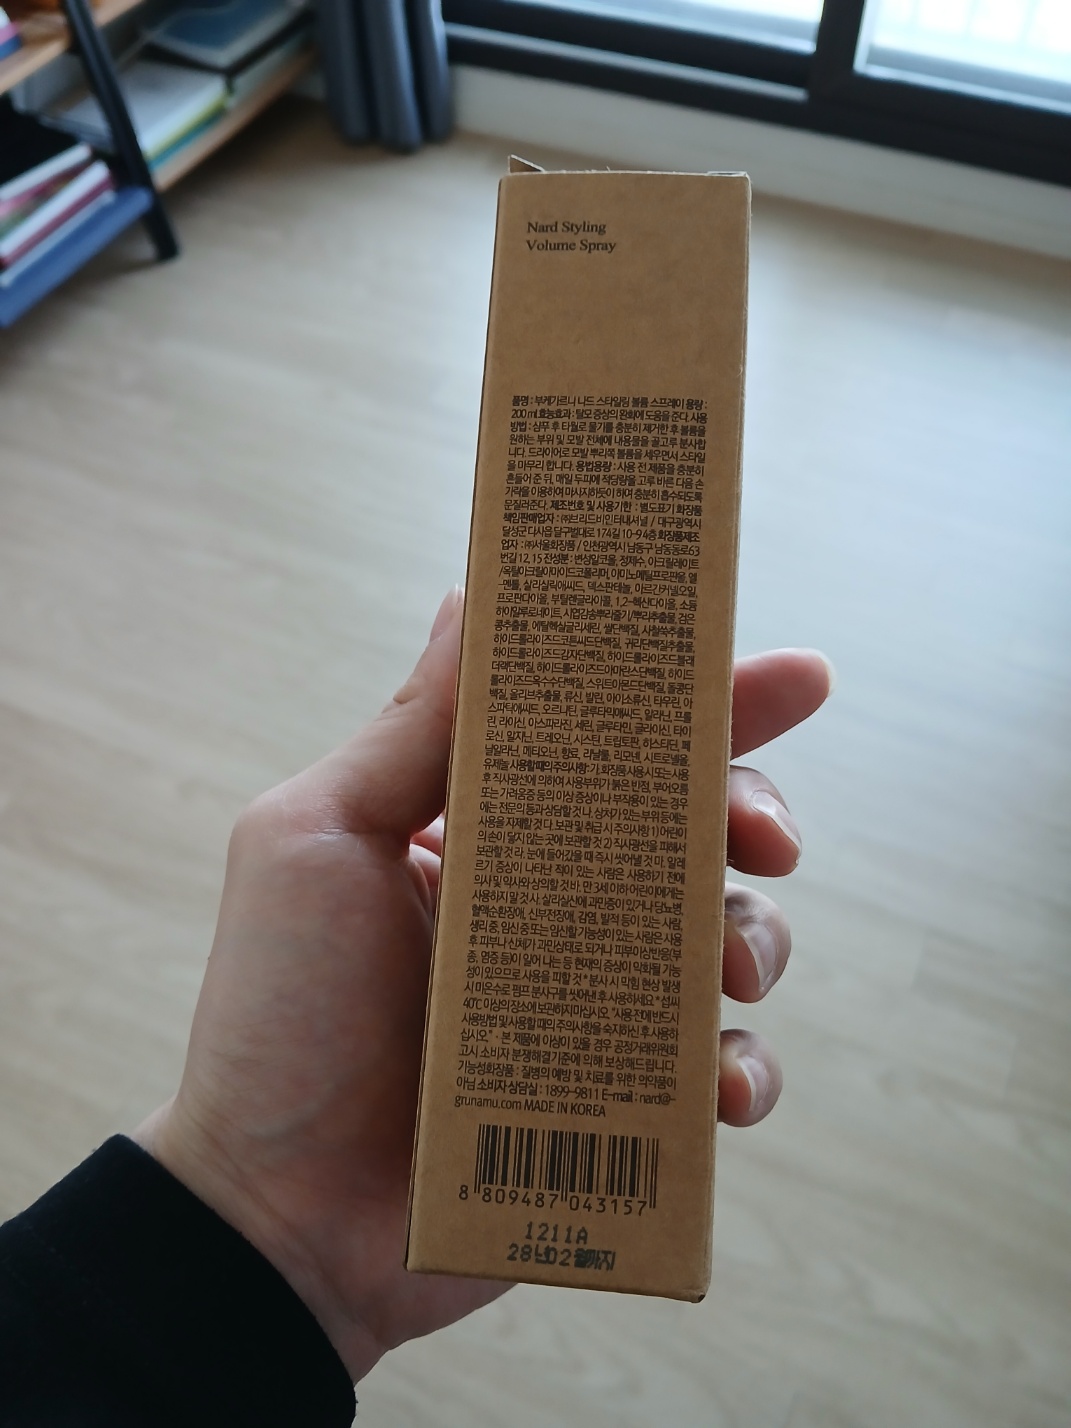 Nard Styling
Volume Spray
품명 : 부케가르니 나드 스타일링 볼륨 스프레이 용량 :
200 ml 효능효과 : 탈모 증상의 완화에 도움을 준다. 사용
방법 : 샴푸 후 타월로 물기를 충분히 제거한 후 볼륨을
원하는 부위 및 모발 전체에 내용물을 골고루 분사합
니다. 드라이어로 모발 뿌리쪽 볼륨을 세우면서 스타일
을 마무리 합니다. 용법용량 : 사용 전 제품을 충분히
흔들어 준 뒤, 매일 두피에 적당량을 고루 바른 다음 손
가락을 이용하여 마사지하듯이 하여 충분히 흡수되도록
문질러준다. 제조번호 및 사용기한 : 별도표기 화장품
책임판매업자 : ㈜브리드비인터내셔널 / 대구광역시
달성군 다사읍 달구벌대로 174길 10-94층 화장품제조
업자 : ㈜서울화장품 / 인천광역시 남동구 남동동로63
번길 12, 15 전성분 : 변성알코올, 정제수, 아크릴레이트
/옥틸아크릴아마이드코폴리머, 아미노메틸프로판올, 엘
-멘톨, 살리실릭애씨드, 덱스판테놀, 아르간커넬오일,
프로판다이올, 부틸렌글라이콜, 1,2-헥산다이올, 소듐
하이알루로네이트, 시엽감송뿌리줄기/뿌리추출물, 검은
콩추출물, 에틸헥실글리세린, 쌀단백질, 사철쑥추출물,
하이드롤라이즈드코튼씨드단백질, 귀리단백질추출물,
하이드롤라이즈드감자단백질, 하이드롤라이즈드볼래
더랙단백질, 하이드롤라이즈드아마란스단백질, 하이드
롤라이즈드옥수수단백질, 스위트아몬드단백질, 돌콩단
백질, 올리브추출물, 류신, 발린, 아이소류신, 타우린, 아
스파틱애씨드, 오르니틴, 글루타믹애씨드, 알라닌, 프롤
린, 라이신, 아스파라진, 세린, 글루타민, 글라이신, 타이
로신, 알지닌, 트레오닌, 시스틴, 트립토판, 히스티딘, 페
닐알라닌, 메티오닌, 향료, 리날룰, 리모넨, 시트로넬올,
유제놀 사용할 때의 주의사항: 가. 화장품 사용 시 또는 사용
후 직사광선에 의하여 사용부위가 붉은 반점, 부어오름
또는 가려움증 등의 이상 증상이나 부작용이 있는 경우
에는 전문의 등과 상담할 것 나. 상처가 있는 부위 등에는
사용을 자제할 것 다. 보관 및 취급 시 주의사항 1) 어린이
의 손이 닿지 않는 곳에 보관할 것 2) 직사광선을 피해서
보관할 것 라. 눈에 들어갔을 때 즉시 씻어낼 것 마. 알레
르기 증상이 나타난 적이 있는 사람은 사용하기 전에
의사 및 약사와 상의할 것 바. 만 3세 이하 어린이에게는
사용하지 말 것 사. 살리실산에 과민증이 있거나 당뇨병,
혈액순환장애, 신부전장애, 감염, 발적 등이 있는 사람,
생리 중, 임신 중 또는 임신할 가능성이 있는 사람은 사용
후 피부나 신체가 과민상태로 되거나 피부이상반응(부
종, 염증 등)이 일어 나는 등 현재의 증상이 악화될 가능
성이 있으므로 사용을 피할 것 * 분사 시 막힘 현상 발생
시 미온수로 펌프 분사구를 씻어낸 후 사용하세요. * 섭씨
40℃ 이상의 장소에 보관하지 마십시오. "사용 전에 반드시
사용방법 및 사용할 때의 주의사항을 숙지하신 후 사용하
십시오." · 본 제품에 이상이 있을 경우 공정거래위원회
고시 소비자 분쟁해결기준에 의해 보상해드립니다.
기능성화장품 : 질병의 예방 및 치료를 위한 의약품이
아님 소비자 상담실 : 1899-9811 E-mail : nard@-
grunamu.com MADE IN KOREA
8 809487 043157
1211A
28년02월까지